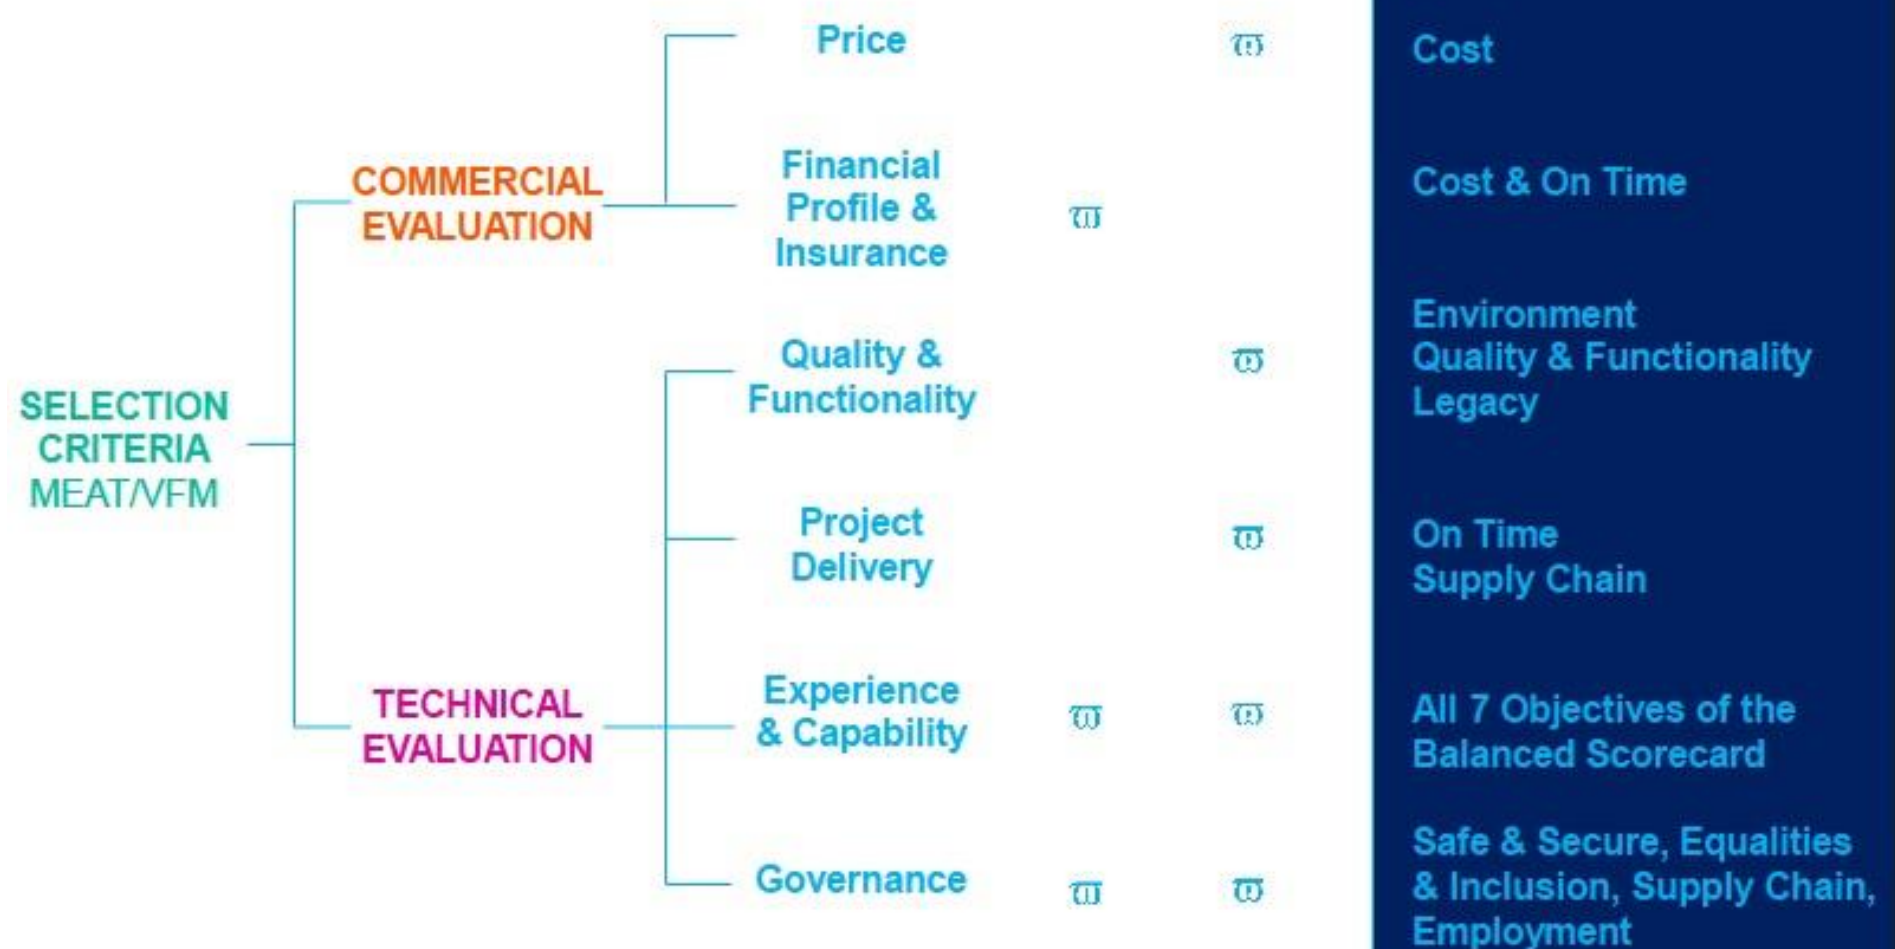 SELECTION
CRITERIA
MEAT/VFM
COMMERCIAL
EVALUATION
Price
ϖ
Cost
Financial
Profile &
Insurance
ϖ
Cost & On Time
TECHNICAL
EVALUATION
Quality &
Functionality
ϖ
Environment
Quality & Functionality
Legacy
Project
Delivery
ϖ
On Time
Supply Chain
Experience
& Capability
ϖ ϖ
All 7 Objectives of the
Balanced Scorecard
Governance
ϖ ϖ
Safe & Secure, Equalities
& Inclusion, Supply Chain,
Employment